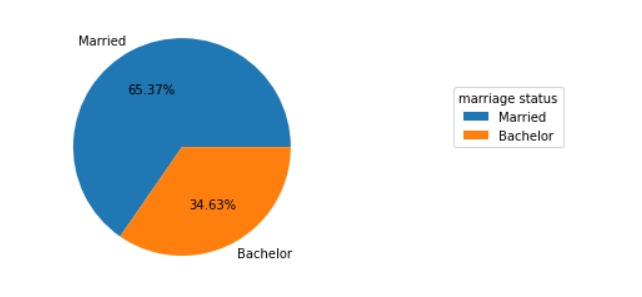 Married
65.37%
34.63%
Bachelor
marriage status
Married
Bachelor